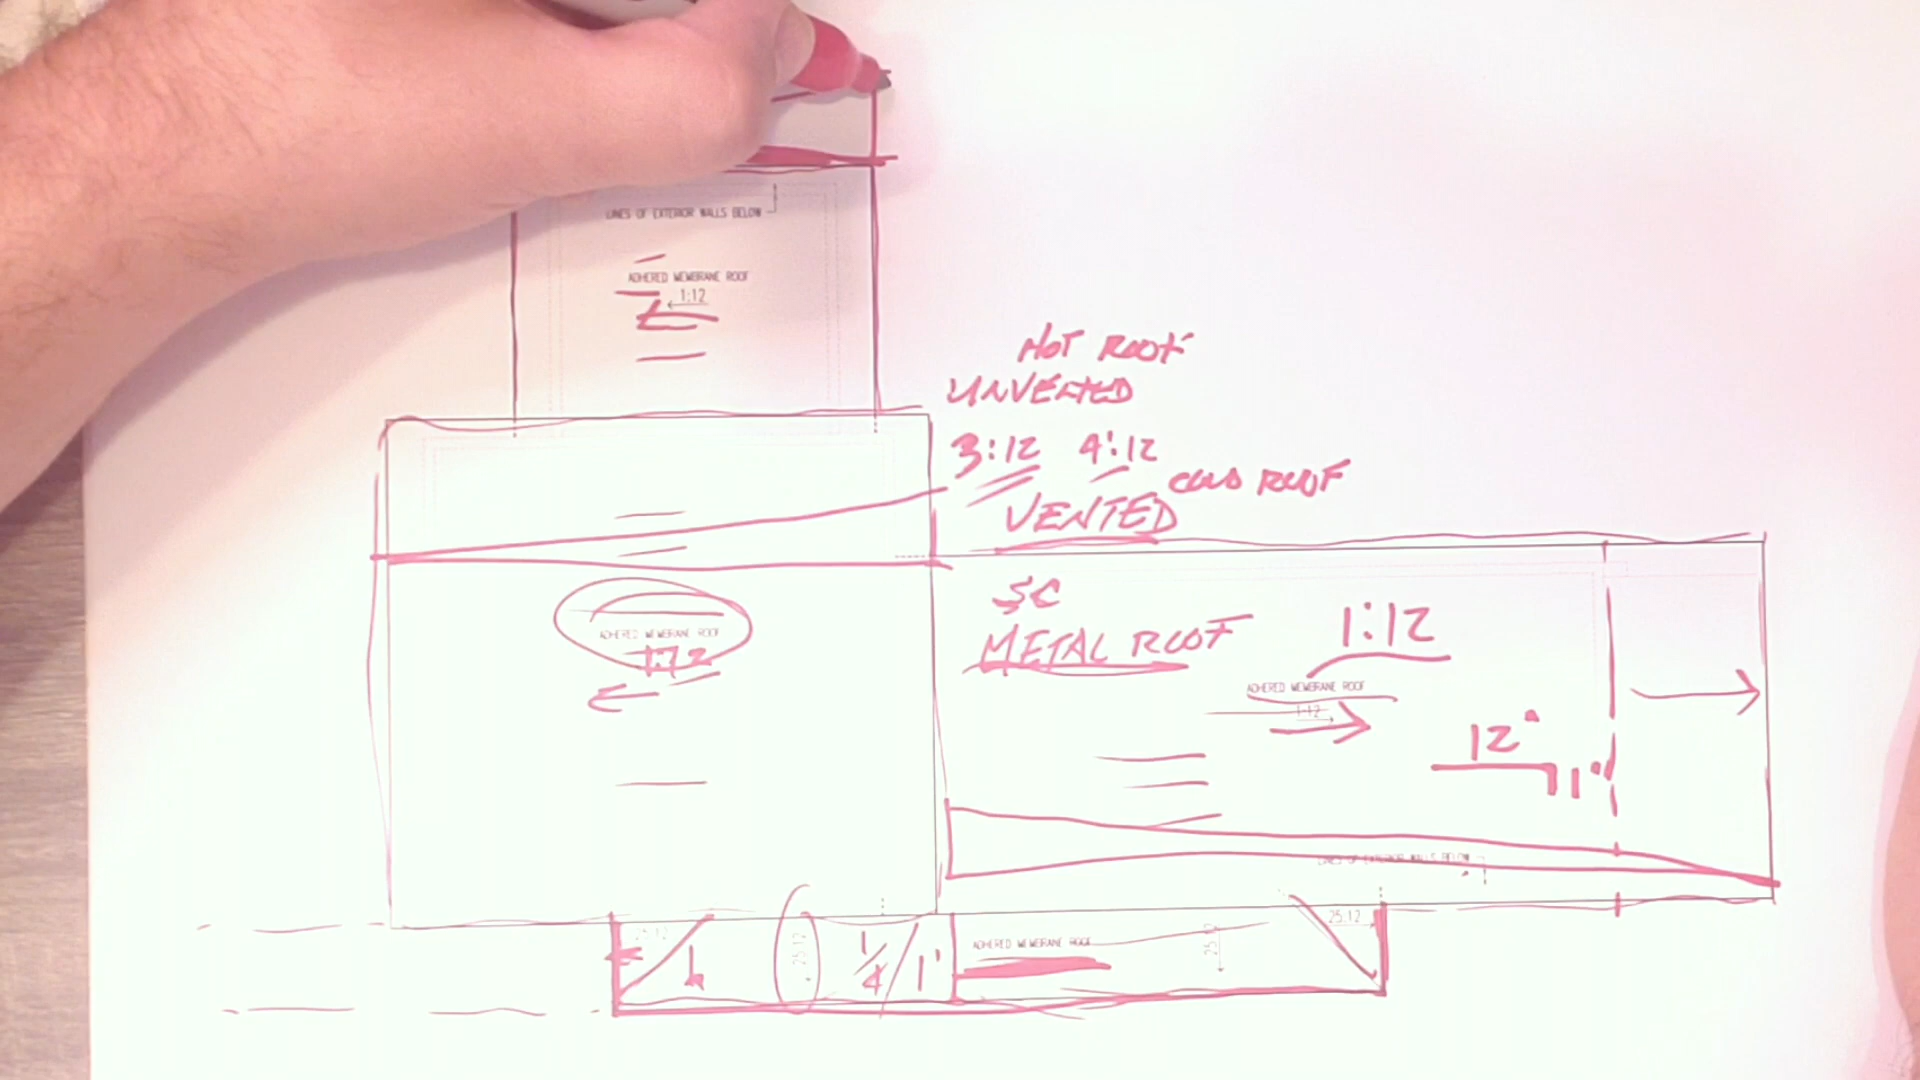 LINES OF EXTERIOR WALLS BELOW
ADHERED MEMBRANE ROOF
1:12
HOT ROOF
UNVENTED
3:12 4:12
COLD ROOF
VENTED
SC
METAL ROOF
1:12
ADHERED MEMBRANE ROOF
1:12
ADHERED MEMBRANE ROOF
1:12
12"
1"
LINES OF EXTERIOR WALLS BELOW
.25:12
.25:12
1/4/1'
ADHERED MEMBRANE ROOF
.25:12
.25:12